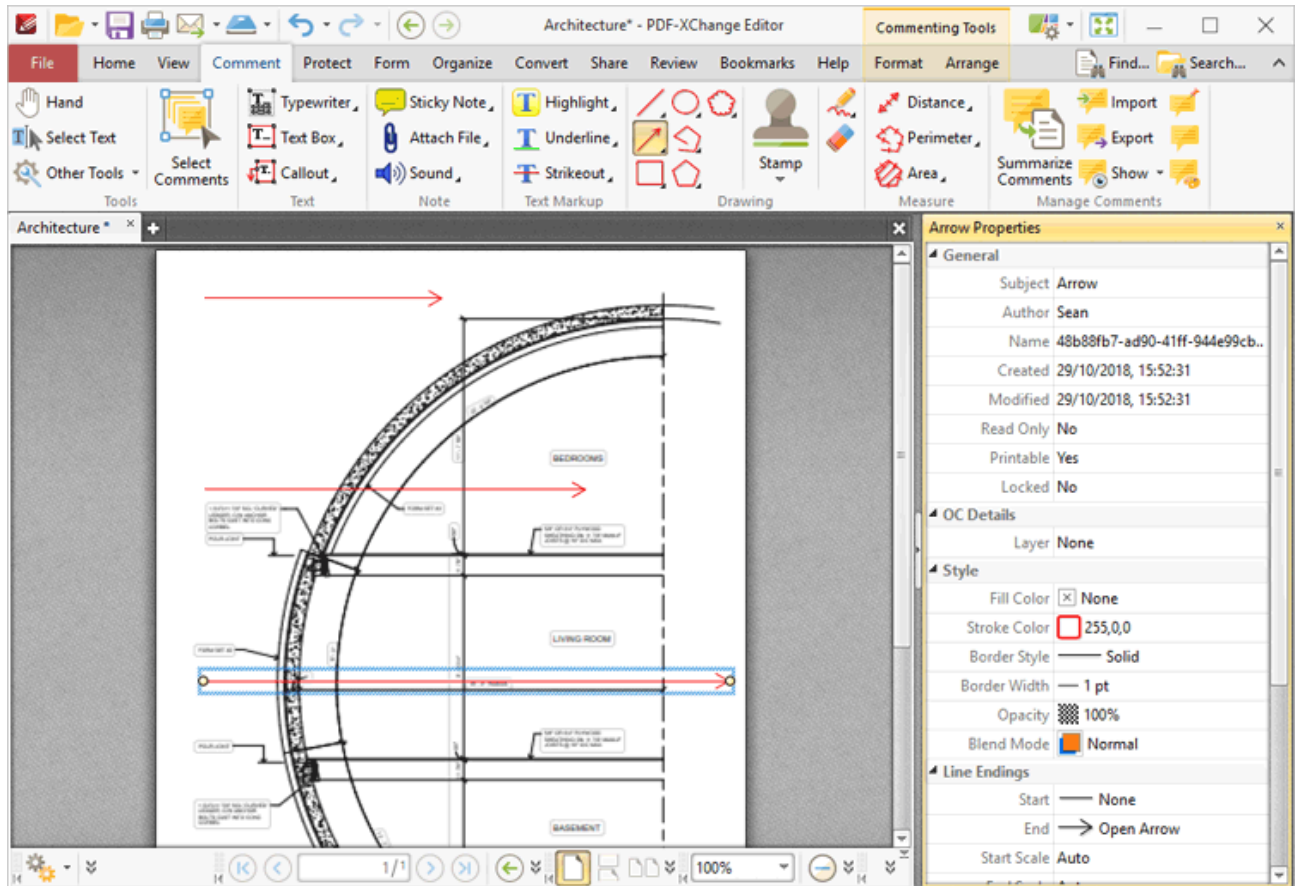 Architecture* - PDF-XChange Editor
Commenting Tools
File Home View Comment Protect Form Organize Convert Share Review Bookmarks Help Format Arrange Find... Search...
Hand
Select Text
Other Tools
Select Comments
Tools
Typewriter
Text Box
Callout
Text
Sticky Note
Attach File
Sound
Note
Highlight
Underline
Strikeout
Text Markup
Stamp
Drawing
Distance
Perimeter
Area
Measure
Summarize Comments
Import
Export
Show
Manage Comments
Architecture *
BEDROOMS
LIVING ROOM
BASEMENT
Arrow Properties
General
Subject Arrow
Author Sean
Name 48b88fb7-ad90-41ff-944e99cb..
Created 29/10/2018, 15:52:31
Modified 29/10/2018, 15:52:31
Read Only No
Printable Yes
Locked No
OC Details
Layer None
Style
Fill Color None
Stroke Color 255,0,0
Border Style Solid
Border Width 1 pt
Opacity 100%
Blend Mode Normal
Line Endings
Start None
End Open Arrow
Start Scale Auto
1/1
100%